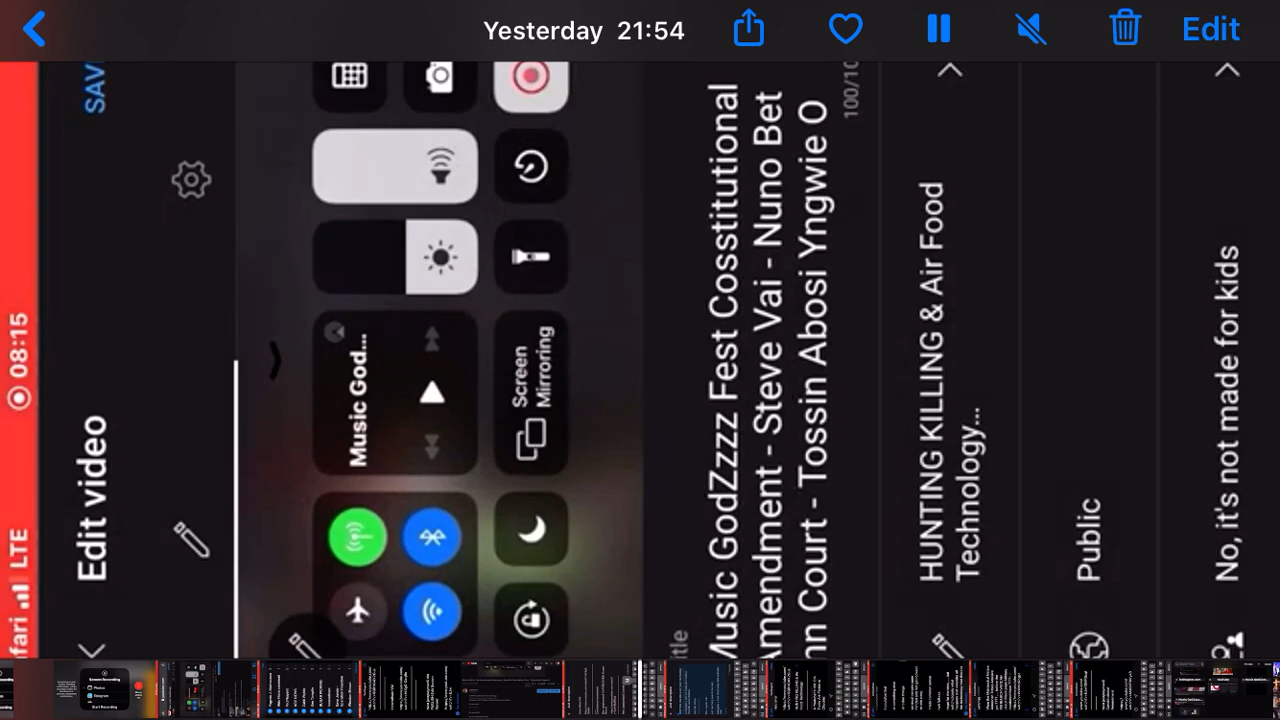 Yesterday 21:54
Edit
fari LTE
08:15
Edit video
SAV
Music God...
Screen
Mirroring
itle
Music GodZzzz Fest Cosstitutional
Amendment - Steve Vai - Nuno Bet
nn Court - Tossin Abosi Yngwie O
100/10
HUNTING KILLING & Air Food
Technology...
Public
No, it's not made for kids